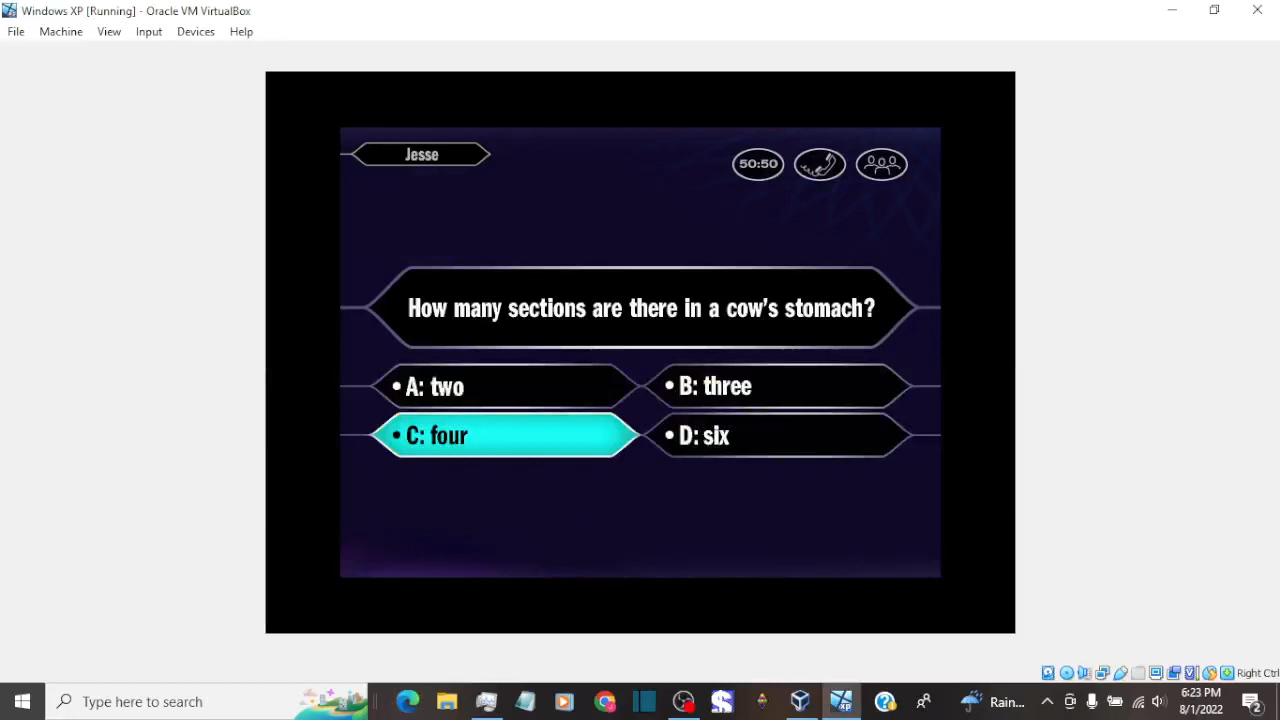 Windows XP [Running] - Oracle VM VirtualBox
File Machine View Input Devices Help
Jesse
50:50
How many sections are there in a cow's stomach?
• A: two
• B: three
• C: four
• D: six
Right Ctrl
Type here to search
XP
Rain...
6:23 PM
8/1/2022
2